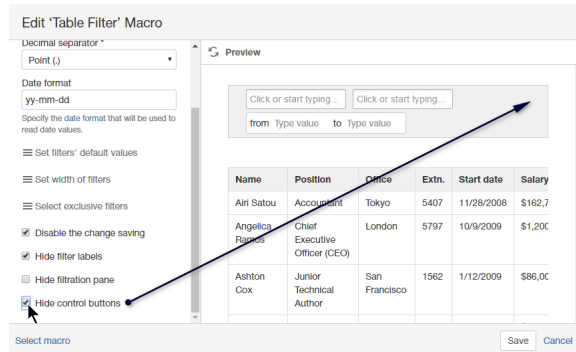 Edit 'Table Filter' Macro
Decimal separator *
Point (.)
Date format
yy-mm-dd
Specify the date format that will be used to
read date values.
Set filters' default values
Set width of filters
Select exclusive filters
Disable the change saving
Hide filter labels
Hide filtration pane
Hide control buttons
Preview
Click or start typing... Click or start typing...
from Type value to Type value
Name Position Office Extn. Start date Salary
Airi Satou Accountant Tokyo 5407 11/28/2008 $162,7
Angelica Chief London 5797 10/9/2009 $1,200
Ramos Executive
Officer (CEO)
Ashton Junior San 1562 1/12/2009 $86,00
Cox Technical Francisco
Author
Select macro Save Cancel